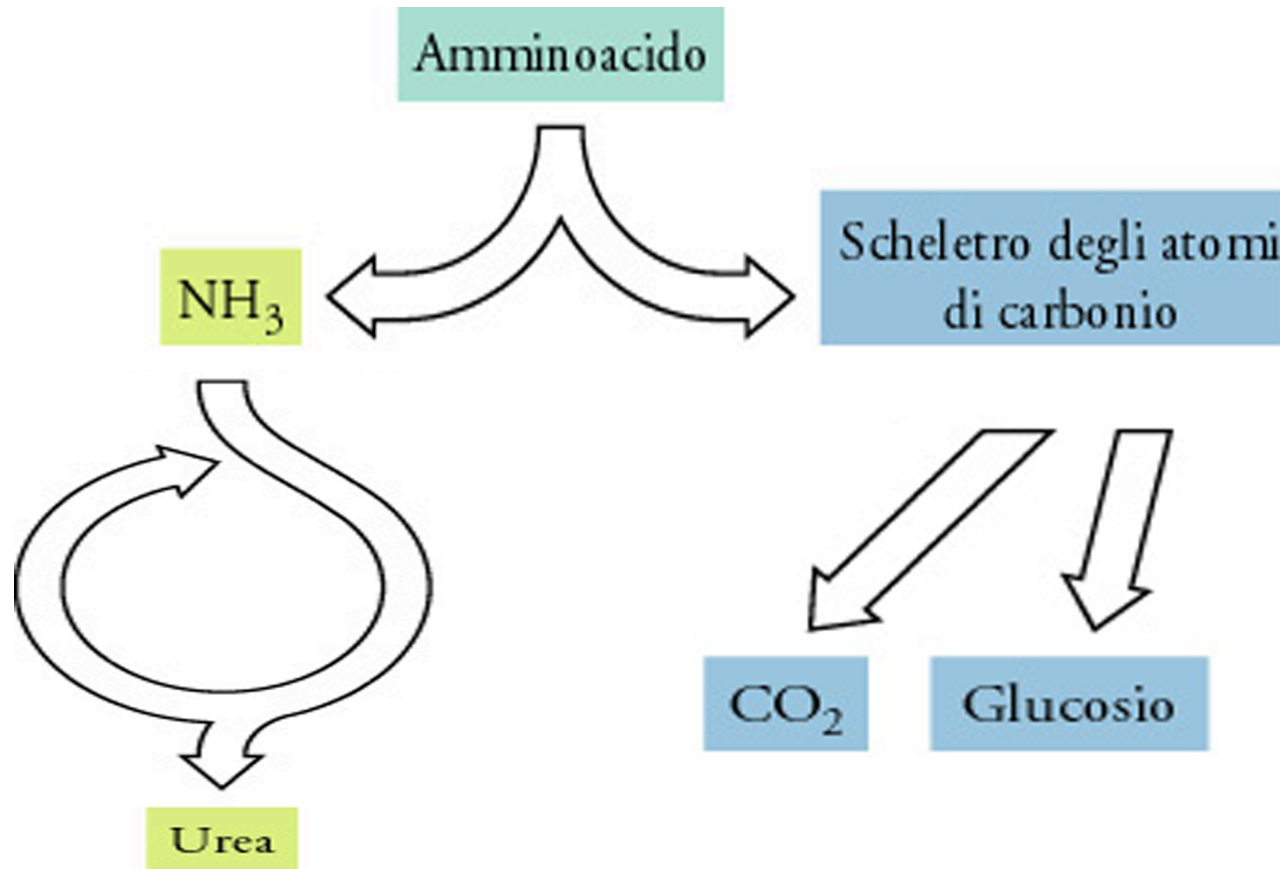 Amminoacido
NH₃
Scheletro degli atomi
di carbonio
CO₂
Glucosio
Urea